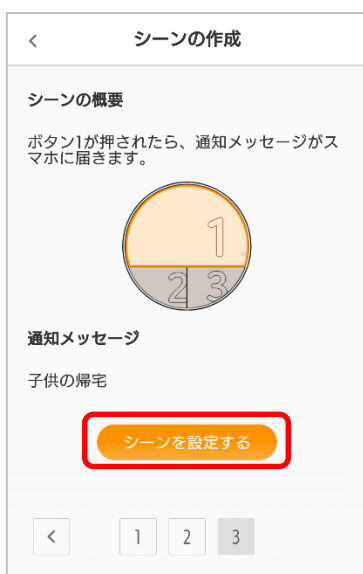 シーンの作成
シーンの概要
ボタン1が押されたら、通知メッセージがス
マホに届きます。
1
2 3
通知メッセージ
子供の帰宅
シーンを設定する
1 2 3